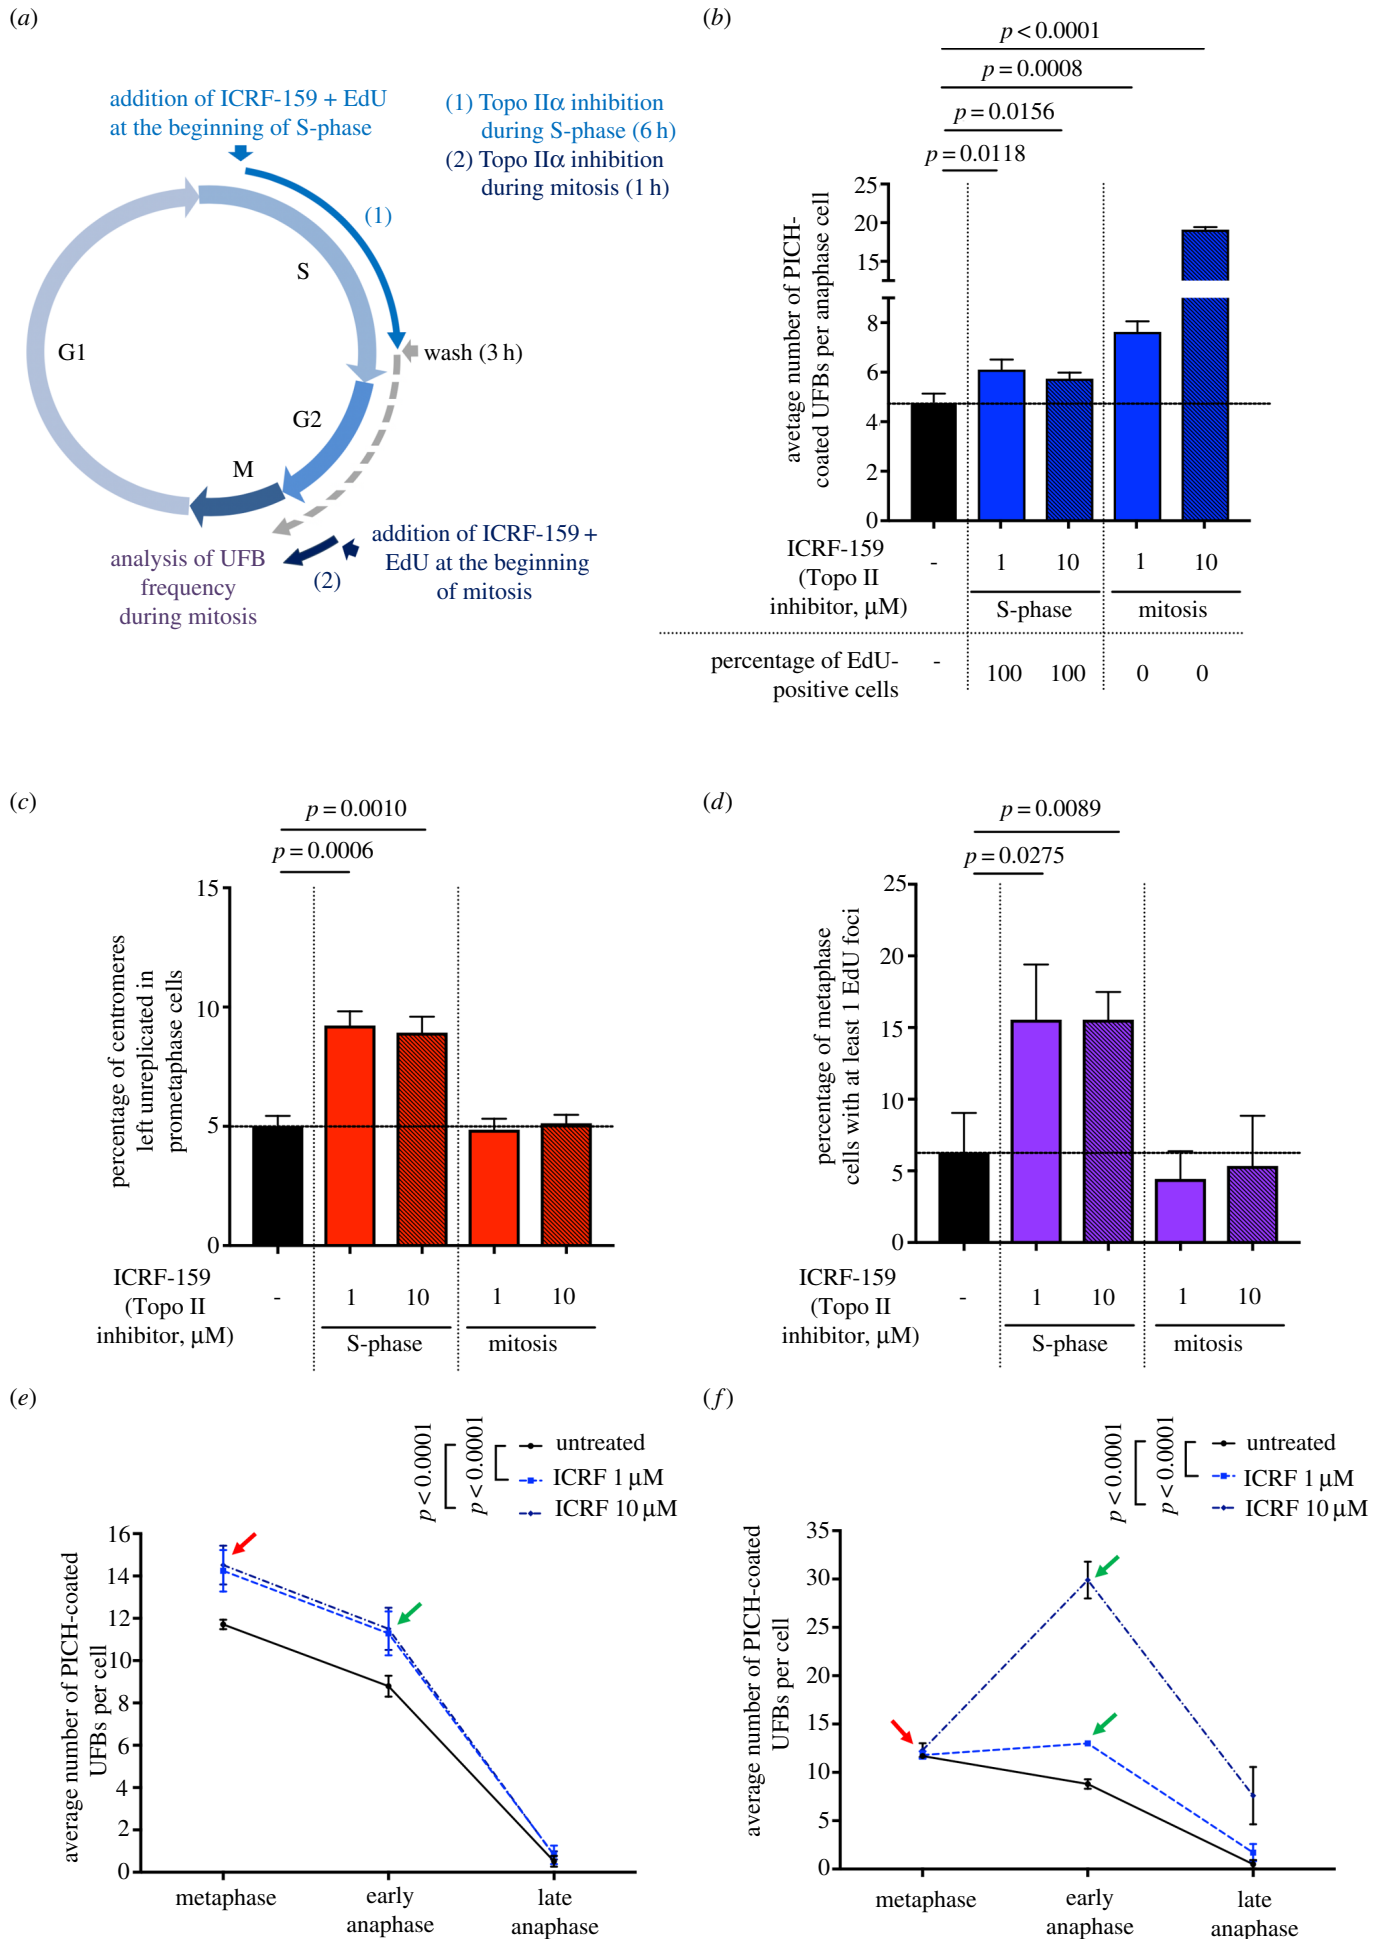 (a)
addition of ICRF-159 + EdU
at the beginning of S-phase
(1) Topo IIα inhibition
during S-phase (6 h)
(2) Topo IIα inhibition
during mitosis (1 h)
(1)
S
wash (3 h)
G1
G2
M
addition of ICRF-159 +
EdU at the beginning
of mitosis
(2)
analysis of UFB
frequency
during mitosis
(b)
p < 0.0001
p = 0.0008
p = 0.0156
p = 0.0118
avetage number of PICH-
coated UFBs per anaphase cell
25
20
15
8
6
4
2
0
ICRF-159
(Topo II
inhibitor, μM)
- 1 10 1 10
S-phase mitosis
percentage of EdU-
positive cells
- 100 100 0 0
(c)
p = 0.0010
p = 0.0006
percentage of centromeres
left unreplicated in
prometaphase cells
15
10
5
0
ICRF-159
(Topo II
inhibitor, μM)
- 1 10 1 10
S-phase mitosis
(d)
p = 0.0089
p = 0.0275
percentage of metaphase
cells with at least 1 EdU foci
25
20
15
10
5
0
ICRF-159
(Topo II
inhibitor, μM)
- 1 10 1 10
S-phase mitosis
(e)
p < 0.0001
p < 0.0001
untreated
ICRF 1 μM
ICRF 10 μM
average number of PICH-coated
UFBs per cell
16
14
12
10
8
6
4
2
0
metaphase
early
anaphase
late
anaphase
(f)
p < 0.0001
p < 0.0001
untreated
ICRF 1 μM
ICRF 10 μM
average number of PICH-coated
UFBs per cell
35
30
25
20
15
10
5
0
metaphase
early
anaphase
late
anaphase